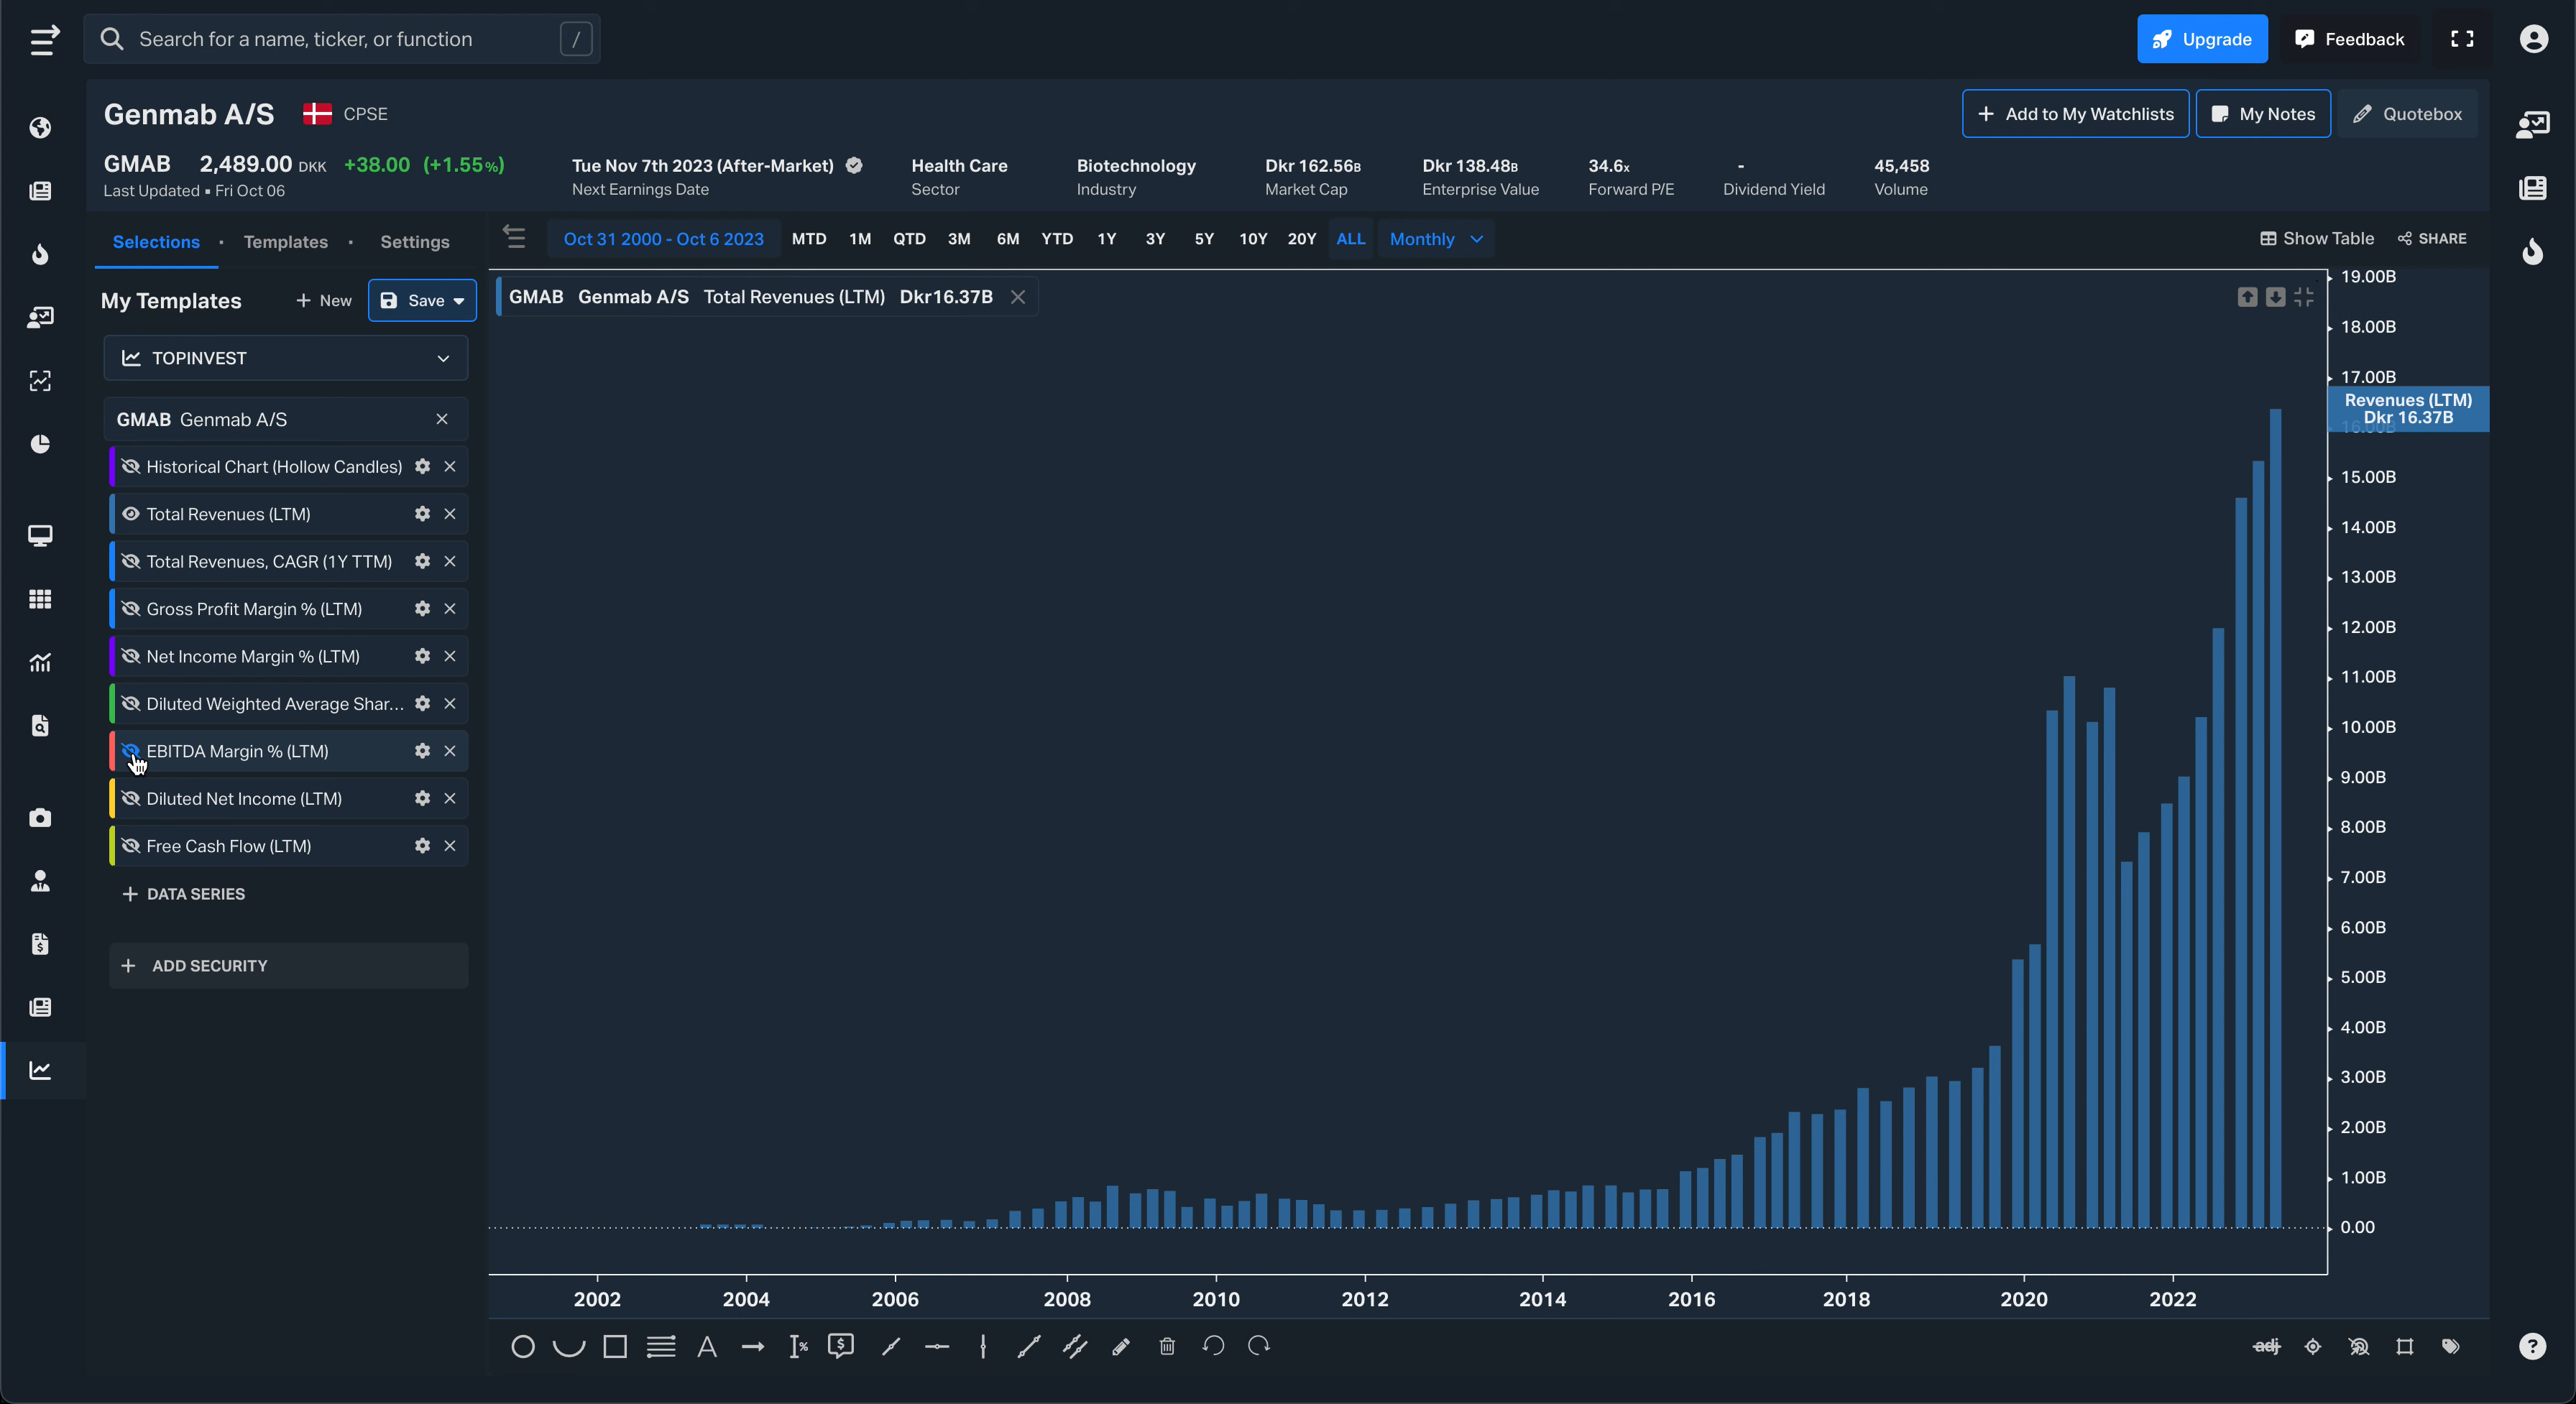 Search for a name, ticker, or function /
Upgrade Feedback
Genmab A/S CPSE
Add to My Watchlists My Notes Quotebox
GMAB 2,489.00 DKK +38.00 (+1.55%)
Last Updated ▪ Fri Oct 06
Tue Nov 7th 2023 (After-Market)
Next Earnings Date
Health Care
Sector
Biotechnology
Industry
Dkr 162.56B
Market Cap
Dkr 138.48B
Enterprise Value
34.6x
Forward P/E
-
Dividend Yield
45,458
Volume
Selections · Templates · Settings
Oct 31 2000 - Oct 6 2023 MTD 1M QTD 3M 6M YTD 1Y 3Y 5Y 10Y 20Y ALL Monthly
Show Table SHARE
My Templates + New Save
TOPINVEST
GMAB Genmab A/S
Historical Chart (Hollow Candles)
Total Revenues (LTM)
Total Revenues, CAGR (1Y TTM)
Gross Profit Margin % (LTM)
Net Income Margin % (LTM)
Diluted Weighted Average Shar...
EBITDA Margin % (LTM)
Diluted Net Income (LTM)
Free Cash Flow (LTM)
+ DATA SERIES
+ ADD SECURITY
GMAB Genmab A/S Total Revenues (LTM) Dkr16.37B
19.00B
18.00B
17.00B
Revenues (LTM)
Dkr 16.37B
16.00B
15.00B
14.00B
13.00B
12.00B
11.00B
10.00B
9.00B
8.00B
7.00B
6.00B
5.00B
4.00B
3.00B
2.00B
1.00B
0.00
2002 2004 2006 2008 2010 2012 2014 2016 2018 2020 2022
A
%
$
adj
?